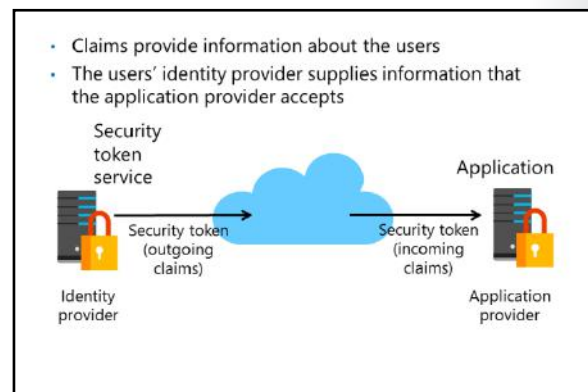 • Claims provide information about the users
• The users' identity provider supplies information that
the application provider accepts
Security
token
service
Application
Security token
(outgoing
claims)
Security token
(incoming
claims)
Identity
provider
Application
provider